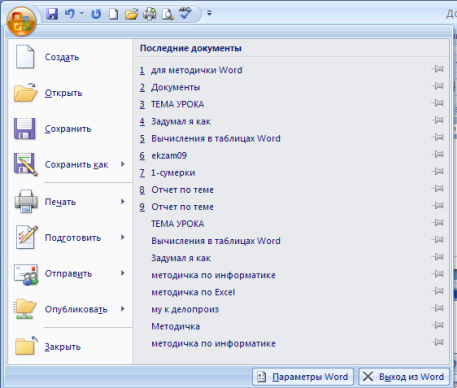 До
Создать
Открыть
Сохранить
Сохранить как
Печать
Подготовить
Отправить
Опубликовать
Закрыть
Последние документы
1 для методички Word
2 Документы
3 ТЕМА УРОКА
4 Задумал я как
5 Вычисления в таблицах Word
6 ekzam09
7 1-сумерки
8 Отчет по теме
9 Отчет по теме
ТЕМА УРОКА
Вычисления в таблицах Word
Задумал я как
методичка по информатике
методичка по Excel
му к делопроиз
Методичка
методичка по информатике
Параметры Word
Выход из Word